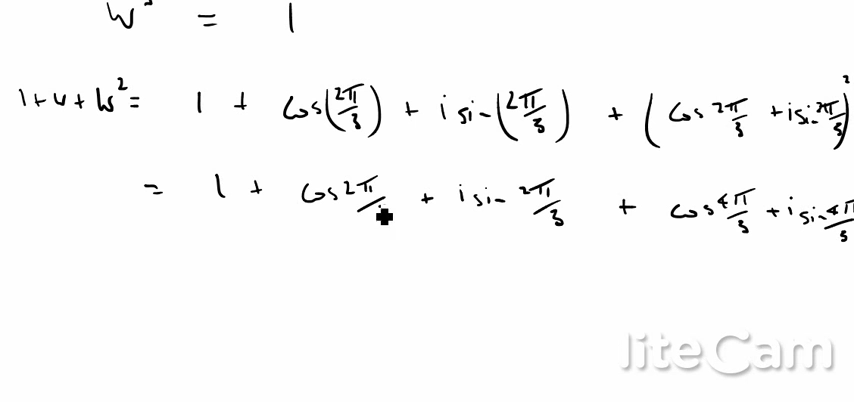 w³ = 1
1+w+w² = 1 + cos(2π/3) + i sin(2π/3) + (cos 2π/3 + i sin 2π/3)²
= 1 + cos 2π/ + i sin 2π/3 + cos 4π/3 + i sin 4π/3
liteCam